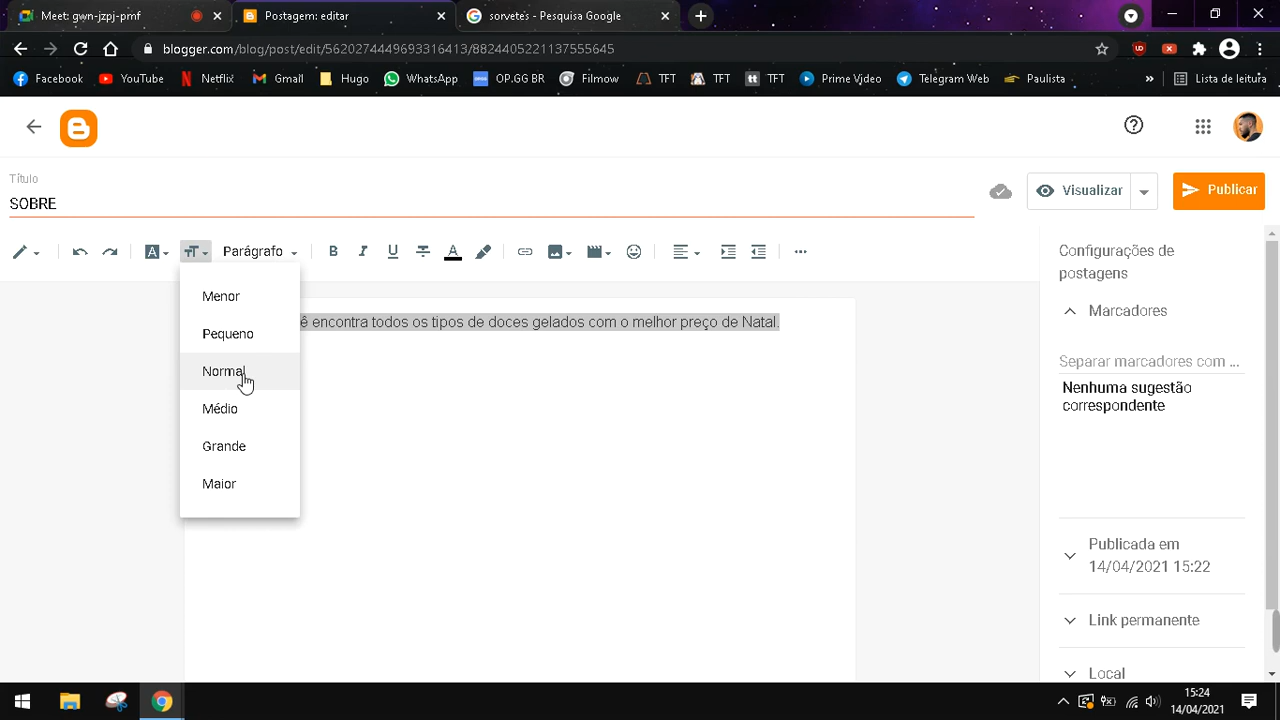 Meet: gwn-jzpj-pmf
Postagem: editar
sorvetes - Pesquisa Google
blogger.com/blog/post/edit/5620274449693316413/8824405221137555645
Facebook
YouTube
Netflix
Gmail
Hugo
WhatsApp
OP.GG BR
Filmow
TFT
TFT
TFT
Prime Video
Telegram Web
Paulista
»
Lista de leitura
Título
SOBRE
Visualizar
Publicar
Parágrafo
B
I
U
A
Menor
Pequeno
Normal
Médio
Grande
Maior
ê encontra todos os tipos de doces gelados com o melhor preço de Natal.
Configurações de
postagens
Marcadores
Separar marcadores com ...
Nenhuma sugestão
correspondente
Publicada em
14/04/2021 15:22
Link permanente
Local
15:24
14/04/2021